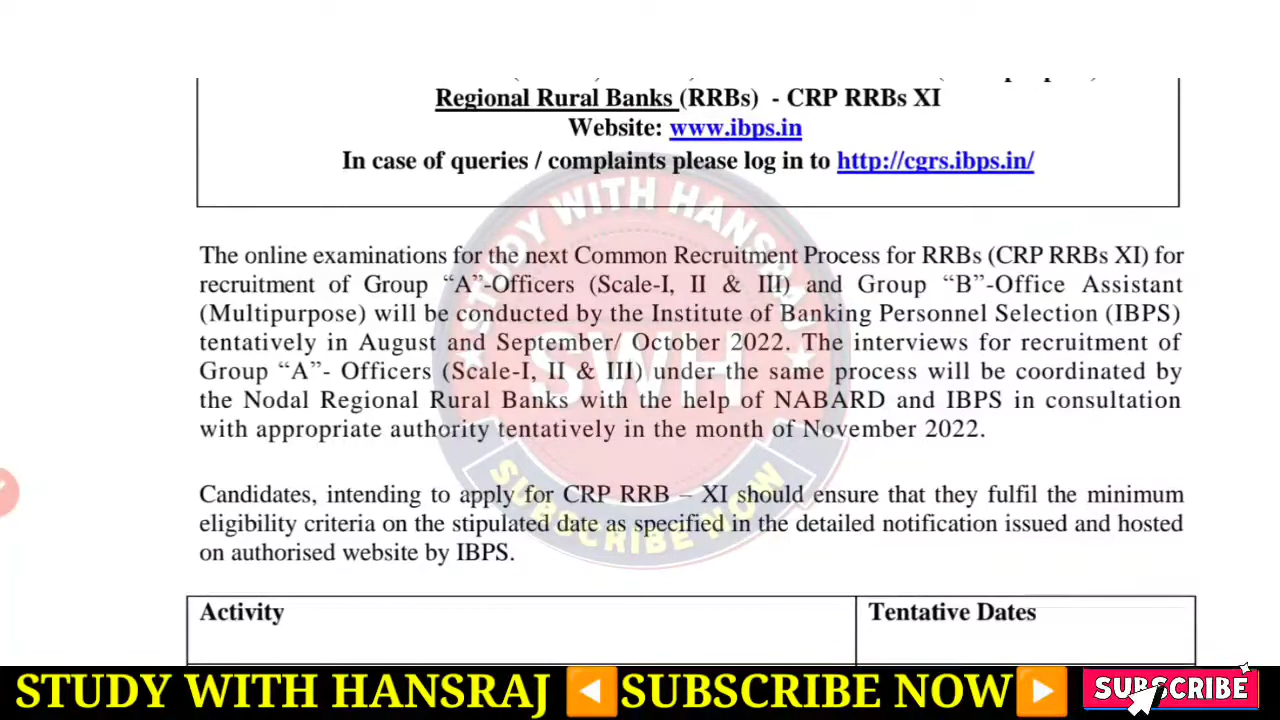 Regional Rural Banks (RRBs) - CRP RRBs XI
Website: www.ibps.in
In case of queries / complaints please log in to http://cgrs.ibps.in/
The online examinations for the next Common Recruitment Process for RRBs (CRP RRBs XI) for
recruitment of Group “A”-Officers (Scale-I, II & III) and Group “B”-Office Assistant
(Multipurpose) will be conducted by the Institute of Banking Personnel Selection (IBPS)
tentatively in August and September/ October 2022. The interviews for recruitment of
Group “A”- Officers (Scale-I, II & III) under the same process will be coordinated by
the Nodal Regional Rural Banks with the help of NABARD and IBPS in consultation
with appropriate authority tentatively in the month of November 2022.
Candidates, intending to apply for CRP RRB – XI should ensure that they fulfil the minimum
eligibility criteria on the stipulated date as specified in the detailed notification issued and hosted
on authorised website by IBPS.
Activity Tentative Dates
STUDY WITH HANSRAJ
SWH
SUBSCRIBE NOW
STUDY WITH HANSRAJ SUBSCRIBE NOW SUBSCRIBE